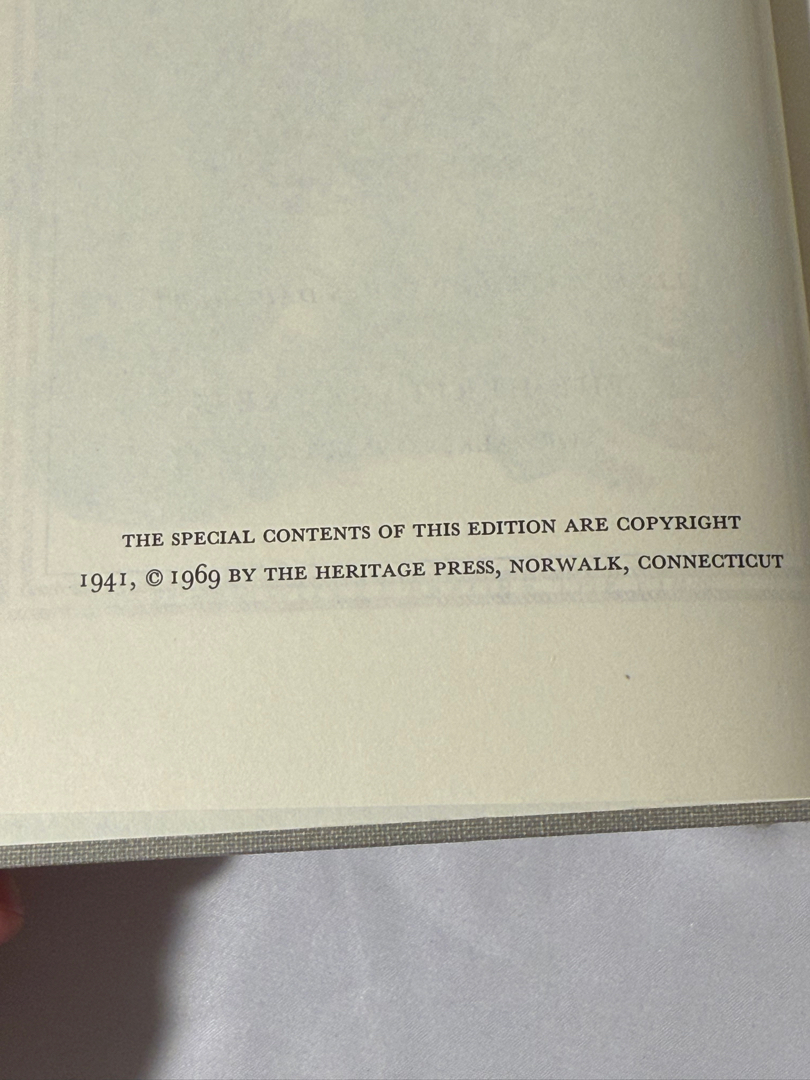 THE SPECIAL CONTENTS OF THIS EDITION ARE COPYRIGHT
1941, © 1969 BY THE HERITAGE PRESS, NORWALK, CONNECTICUT